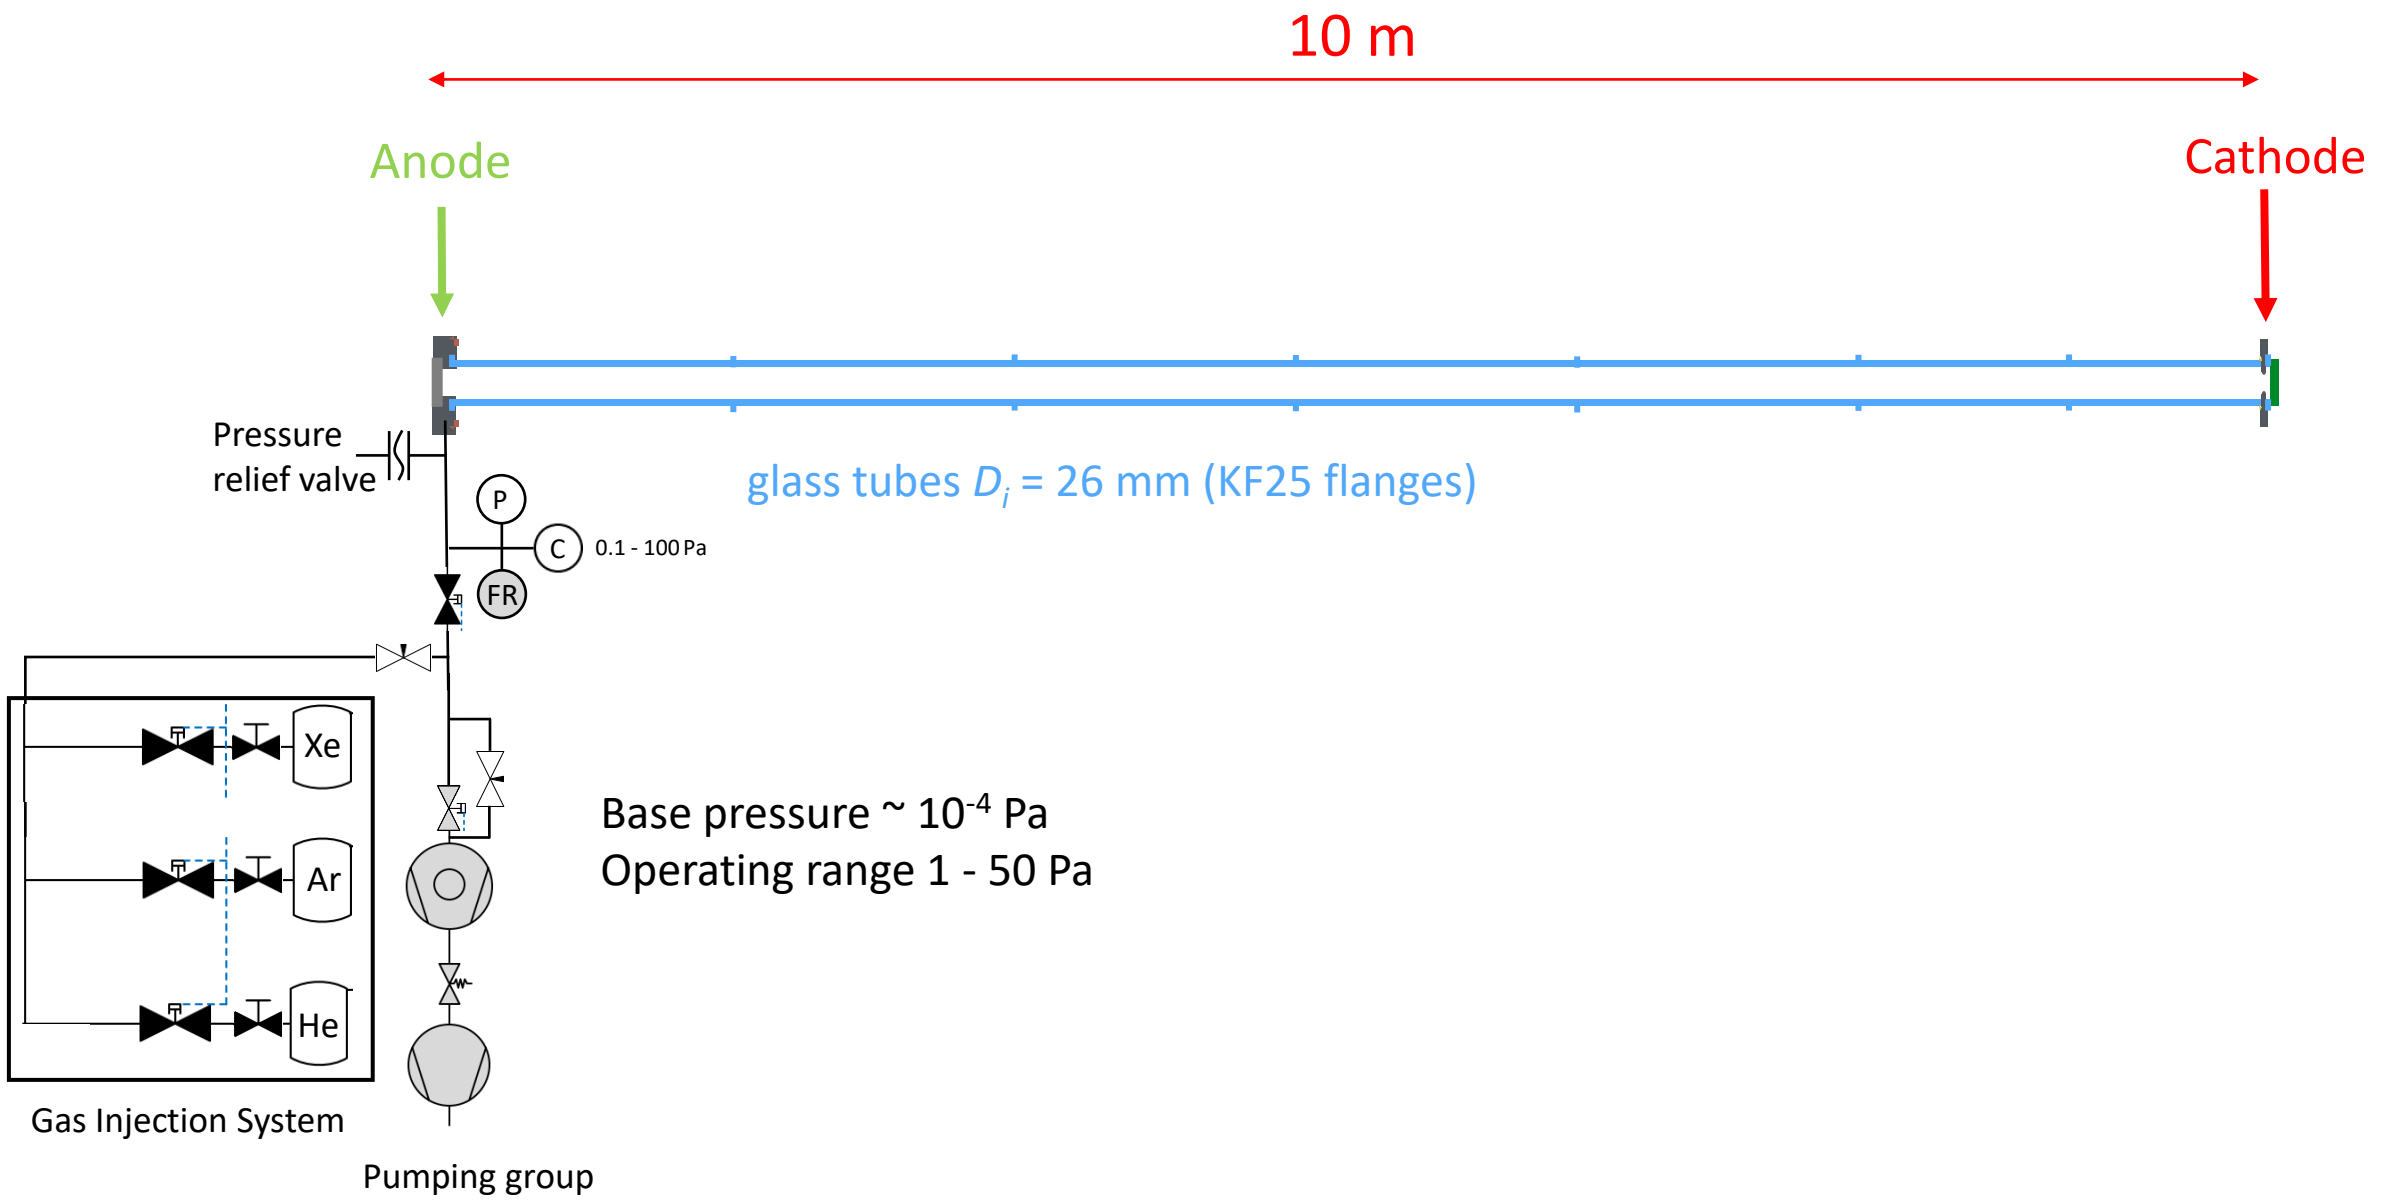 10 m
Anode
Cathode
Pressure
relief valve
glass tubes Di = 26 mm (KF25 flanges)
P
C
0.1 - 100 Pa
FR
Xe
Ar
He
Base pressure ~ 10⁻⁴ Pa
Operating range 1 - 50 Pa
Gas Injection System
Pumping group